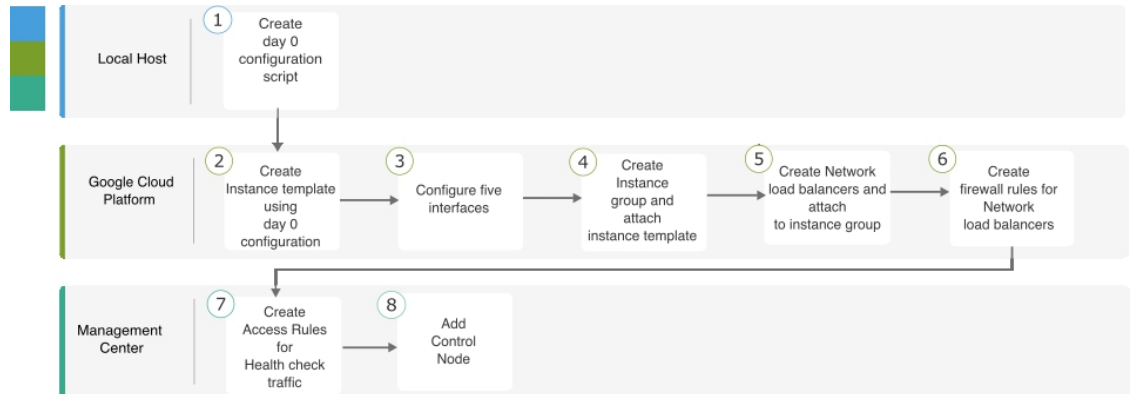 Local Host
1
Create
day 0
configuration
script
Google Cloud
Platform
2
Create
Instance template
using
day 0
configuration
3
Configure five
interfaces
4
Create
Instance
group and
attach
instance template
5
Create Network
load balancers and
attach
to instance group
6
Create
firewall rules for
Network
load balancers
Management
Center
7
Create
Access Rules
for
Health check
traffic
8
Add
Control
Node